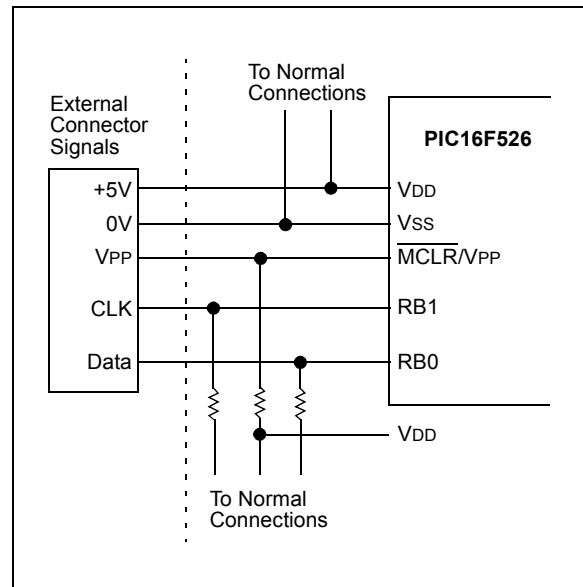 To Normal
Connections
External
Connector
Signals
PIC16F526
+5V
VDD
0V
VSS
VPP
MCLR/VPP
CLK
RB1
Data
RB0
VDD
To Normal
Connections